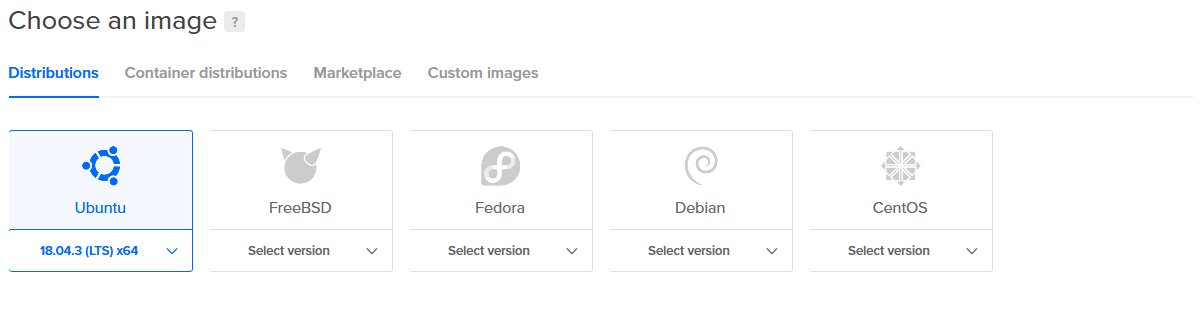 Choose an image ?
Distributions Container distributions Marketplace Custom images
Ubuntu FreeBSD Fedora Debian CentOS
18.04.3 (LTS) x64 Select version Select version Select version Select version